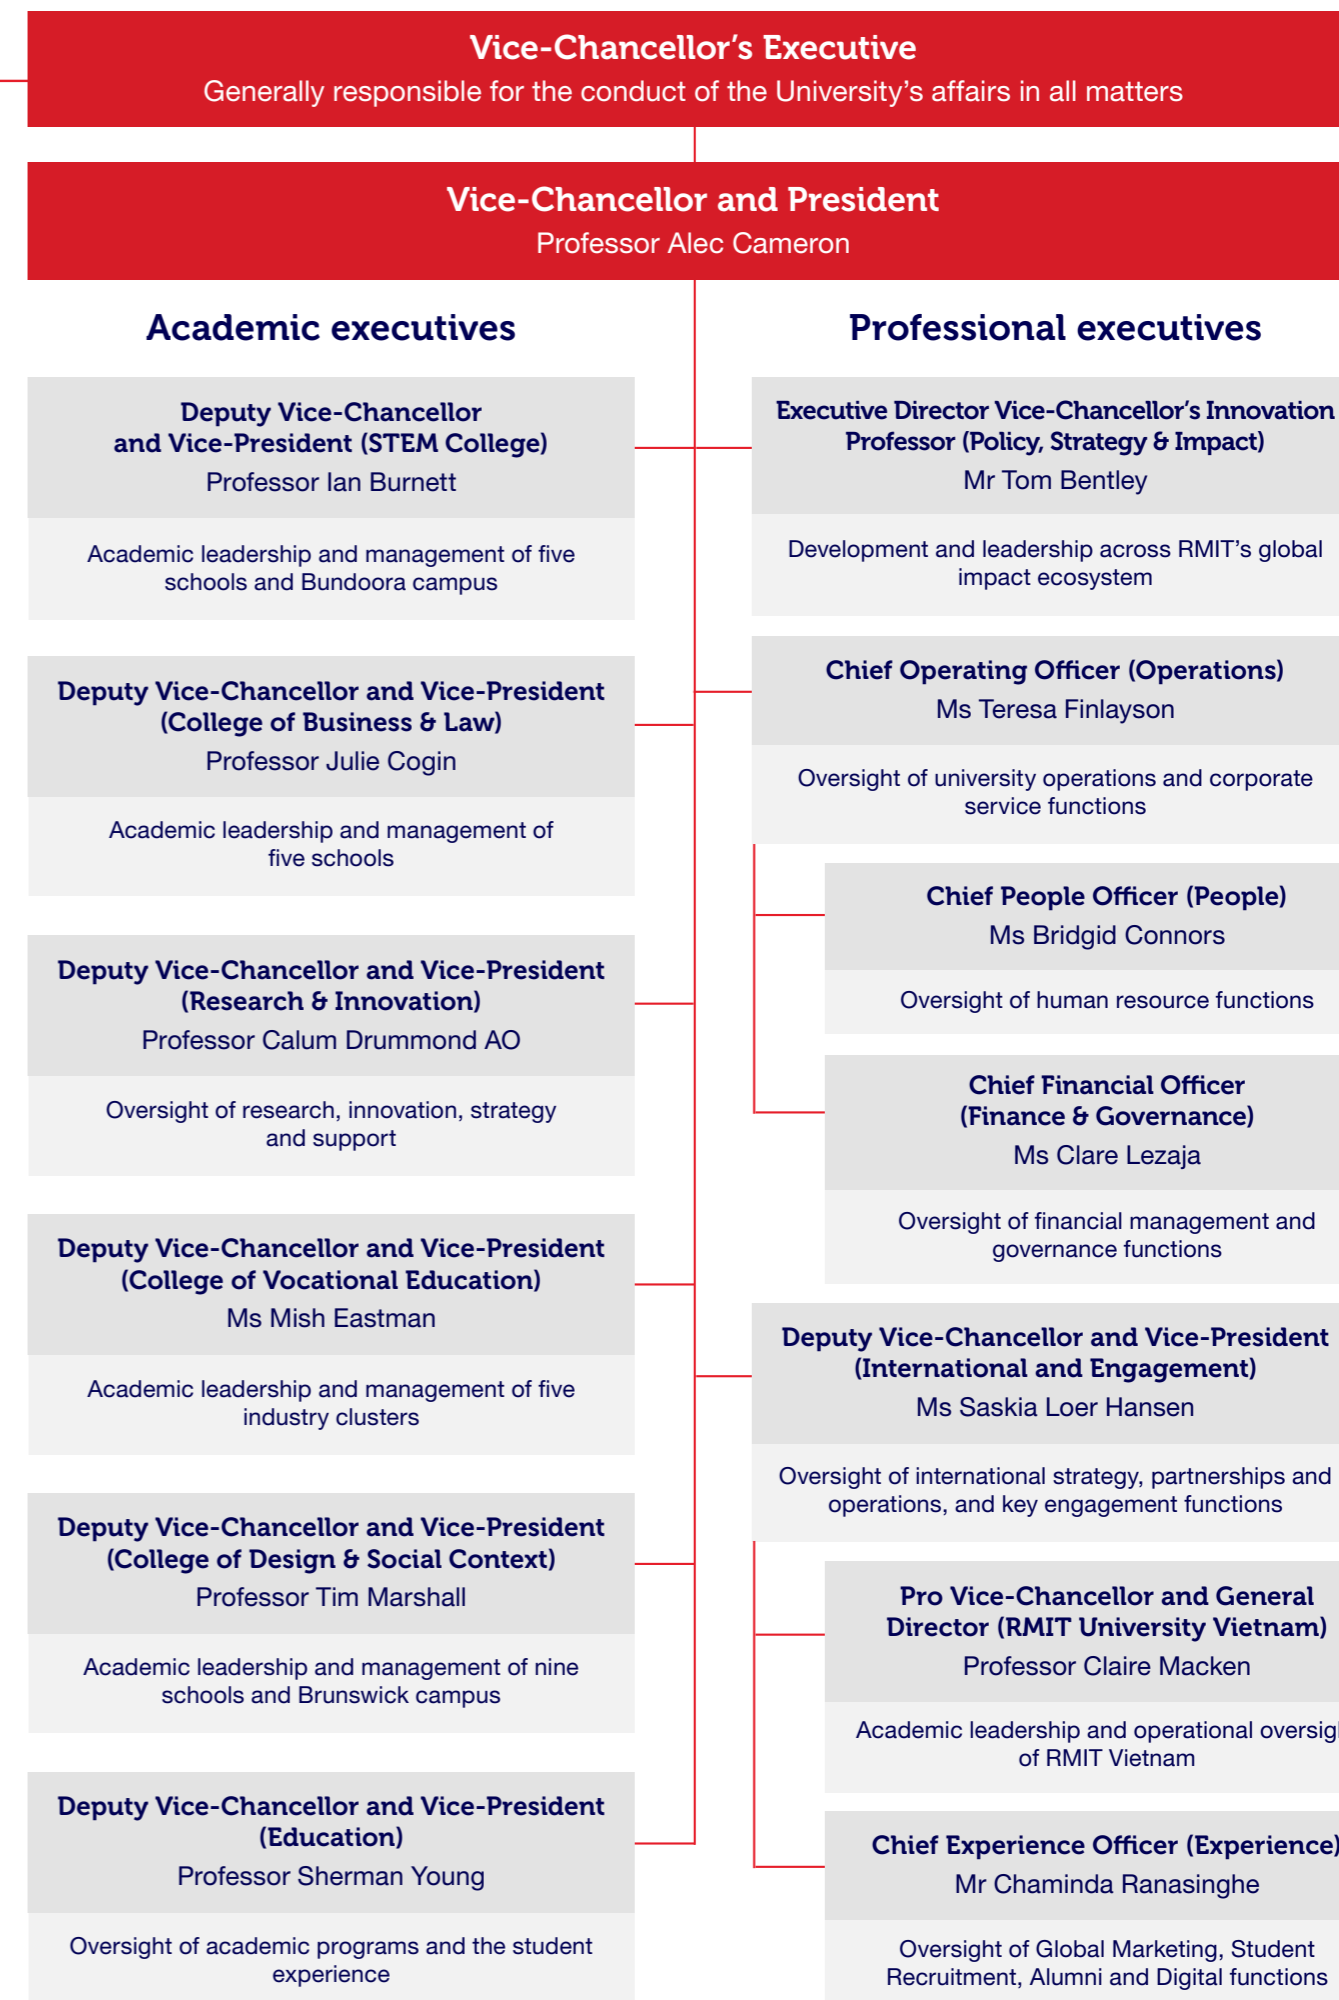 Vice-Chancellor’s Executive
Generally responsible for the conduct of the University’s affairs in all matters
Vice-Chancellor and President
Professor Alec Cameron
Academic executives
Deputy Vice-Chancellor
and Vice-President (STEM College)
Professor Ian Burnett
Academic leadership and management of five
schools and Bundoora campus
Deputy Vice-Chancellor and Vice-President
(College of Business & Law)
Professor Julie Cogin
Academic leadership and management of
five schools
Deputy Vice-Chancellor and Vice-President
(Research & Innovation)
Professor Calum Drummond AO
Oversight of research, innovation, strategy
and support
Deputy Vice-Chancellor and Vice-President
(College of Vocational Education)
Ms Mish Eastman
Academic leadership and management of five
industry clusters
Deputy Vice-Chancellor and Vice-President
(College of Design & Social Context)
Professor Tim Marshall
Academic leadership and management of nine
schools and Brunswick campus
Deputy Vice-Chancellor and Vice-President
(Education)
Professor Sherman Young
Oversight of academic programs and the student
experience
Professional executives
Executive Director Vice-Chancellor’s Innovation
Professor (Policy, Strategy & Impact)
Mr Tom Bentley
Development and leadership across RMIT’s global
impact ecosystem
Chief Operating Officer (Operations)
Ms Teresa Finlayson
Oversight of university operations and corporate
service functions
Chief People Officer (People)
Ms Bridgid Connors
Oversight of human resource functions
Chief Financial Officer
(Finance & Governance)
Ms Clare Lezaja
Oversight of financial management and
governance functions
Deputy Vice-Chancellor and Vice-President
(International and Engagement)
Ms Saskia Loer Hansen
Oversight of international strategy, partnerships and
operations, and key engagement functions
Pro Vice-Chancellor and General
Director (RMIT University Vietnam)
Professor Claire Macken
Academic leadership and operational
of RMIT Vietnam
Chief Experience Officer (Experience)
Mr Chaminda Ranasinghe
Oversight of Global Marketing, Student
Recruitment, Alumni and Digital functions